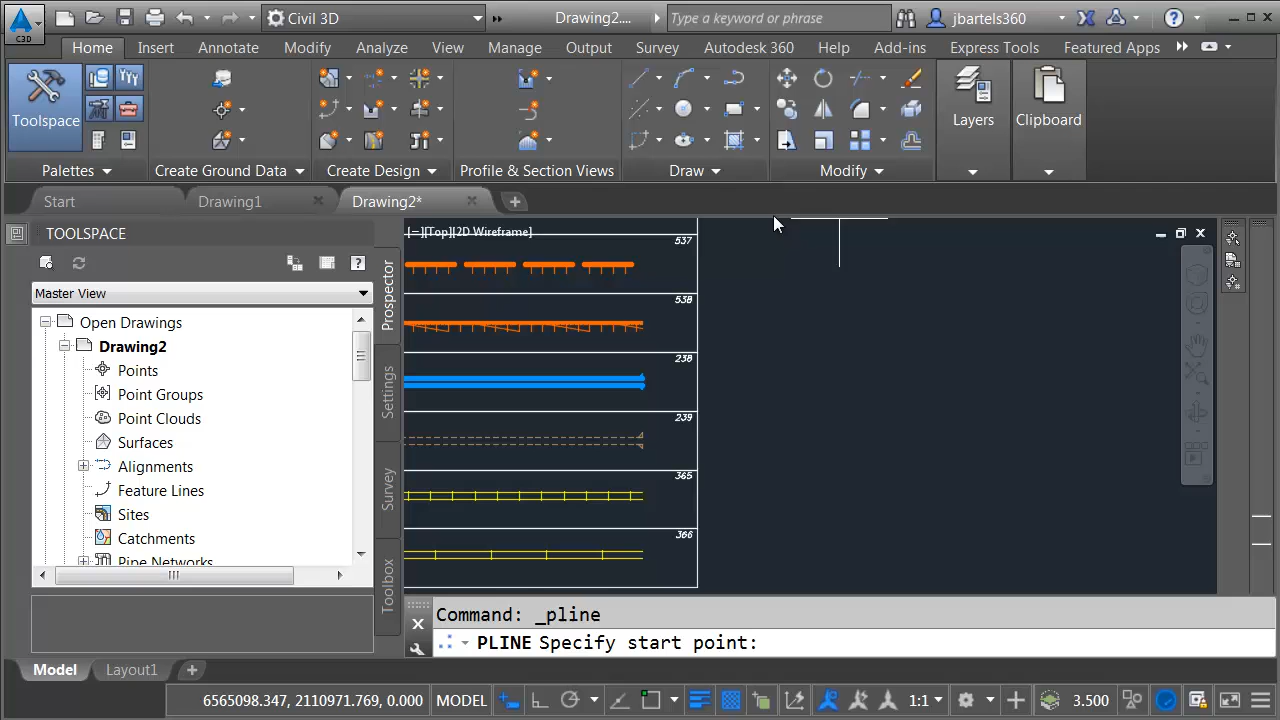 C3D
Civil 3D
Drawing2....
Type a keyword or phrase
jbartels360
Home Insert Annotate Modify Analyze View Manage Output Survey Autodesk 360 Help Add-ins Express Tools Featured Apps
Toolspace
Layers
Clipboard
Palettes
Create Ground Data
Create Design
Profile & Section Views
Draw
Modify
Start
Drawing1
Drawing2*
TOOLSPACE
Master View
Open Drawings
Drawing2
Points
Point Groups
Point Clouds
Surfaces
Alignments
Feature Lines
Sites
Catchments
Pipe Networks
Prospector
Settings
Survey
Toolbox
[−][Top][2D Wireframe]
537
538
238
239
365
366
Command: _pline
PLINE Specify start point:
Model
Layout1
6565098.347, 2110971.769, 0.000
MODEL
1:1
3.500